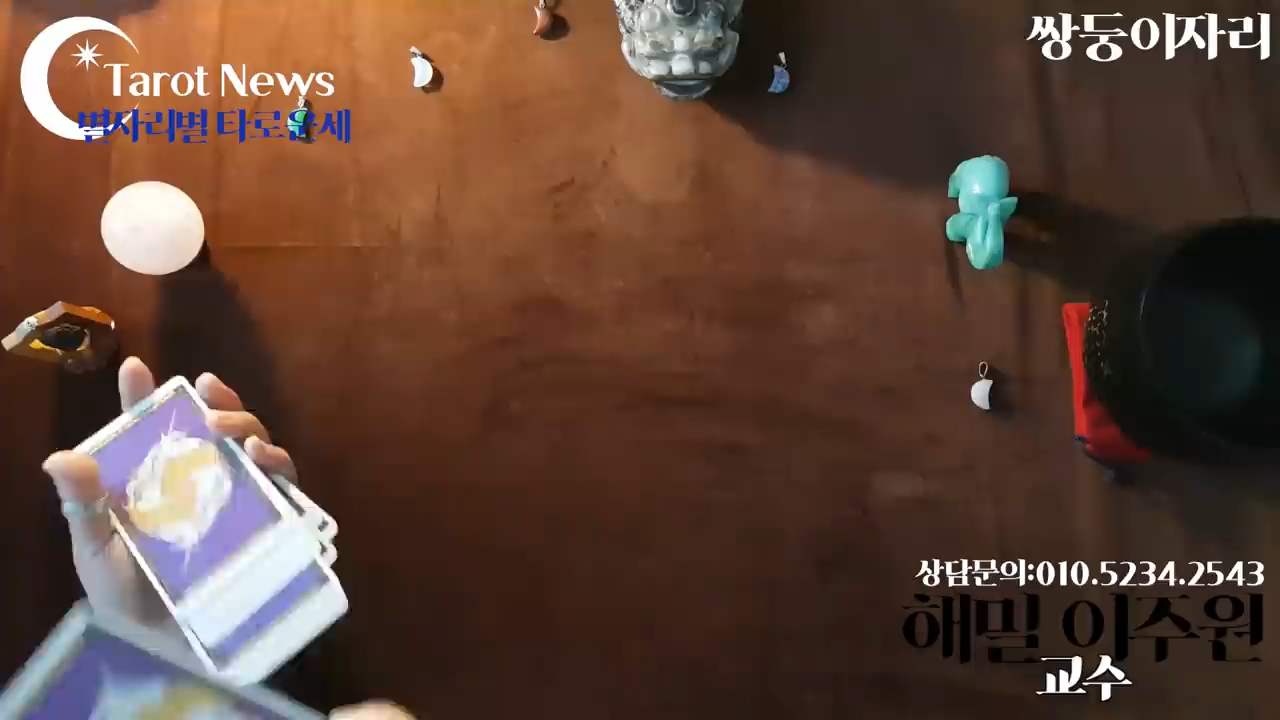 쌍둥이자리
Tarot News
별자리별 타로운세
상담문의:010.5234.2543
해밀 이주원
교수